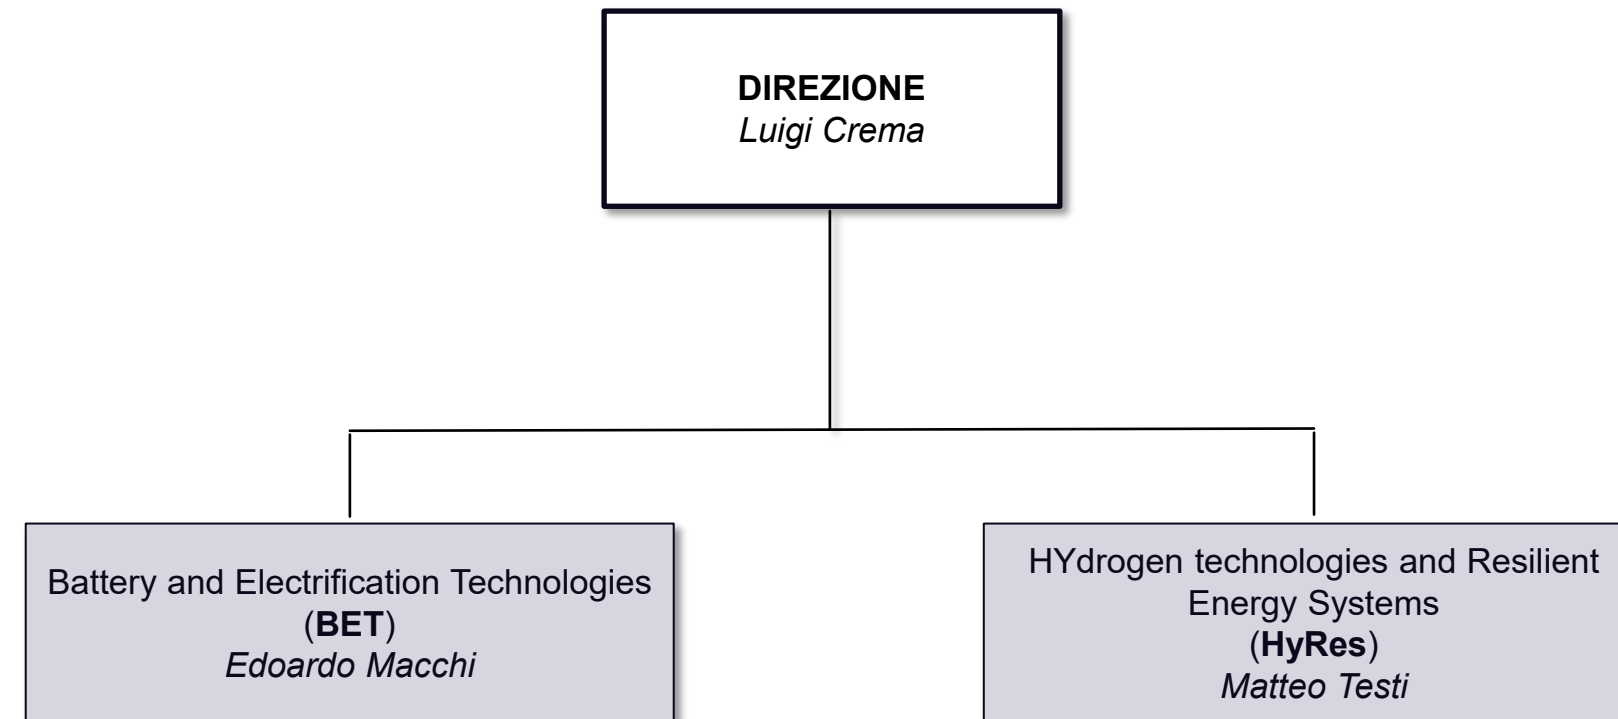 DIREZIONE
Luigi Crema
Battery and Electrification Technologies
(BET)
Edoardo Macchi
HYdrogen technologies and Resilient
Energy Systems
(HyRes)
Matteo Testi